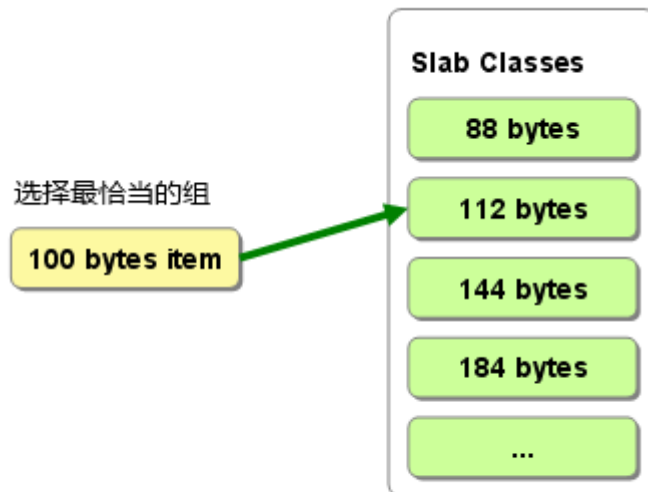 Slab Classes
88 bytes
选择最恰当的组
112 bytes
100 bytes item
144 bytes
184 bytes
...